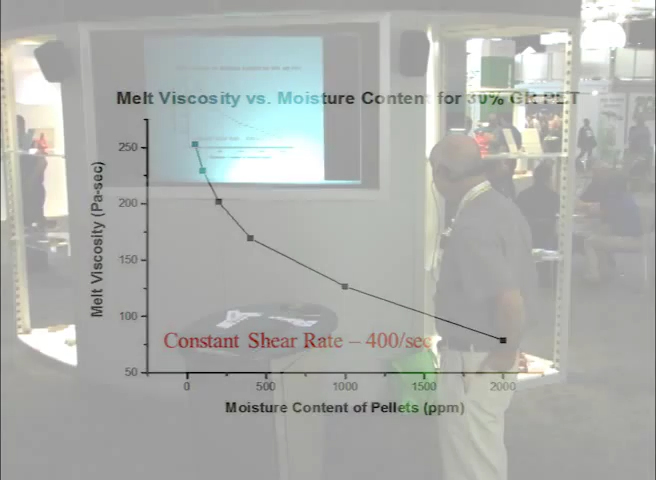 Melt Viscosity vs. Moisture Content for 30% GR PET
Melt Viscosity (Pa-sec)
250
200
150
100
50
Constant Shear Rate – 400/sec
0
500
1000
1500
2000
Moisture Content of Pellets (ppm)